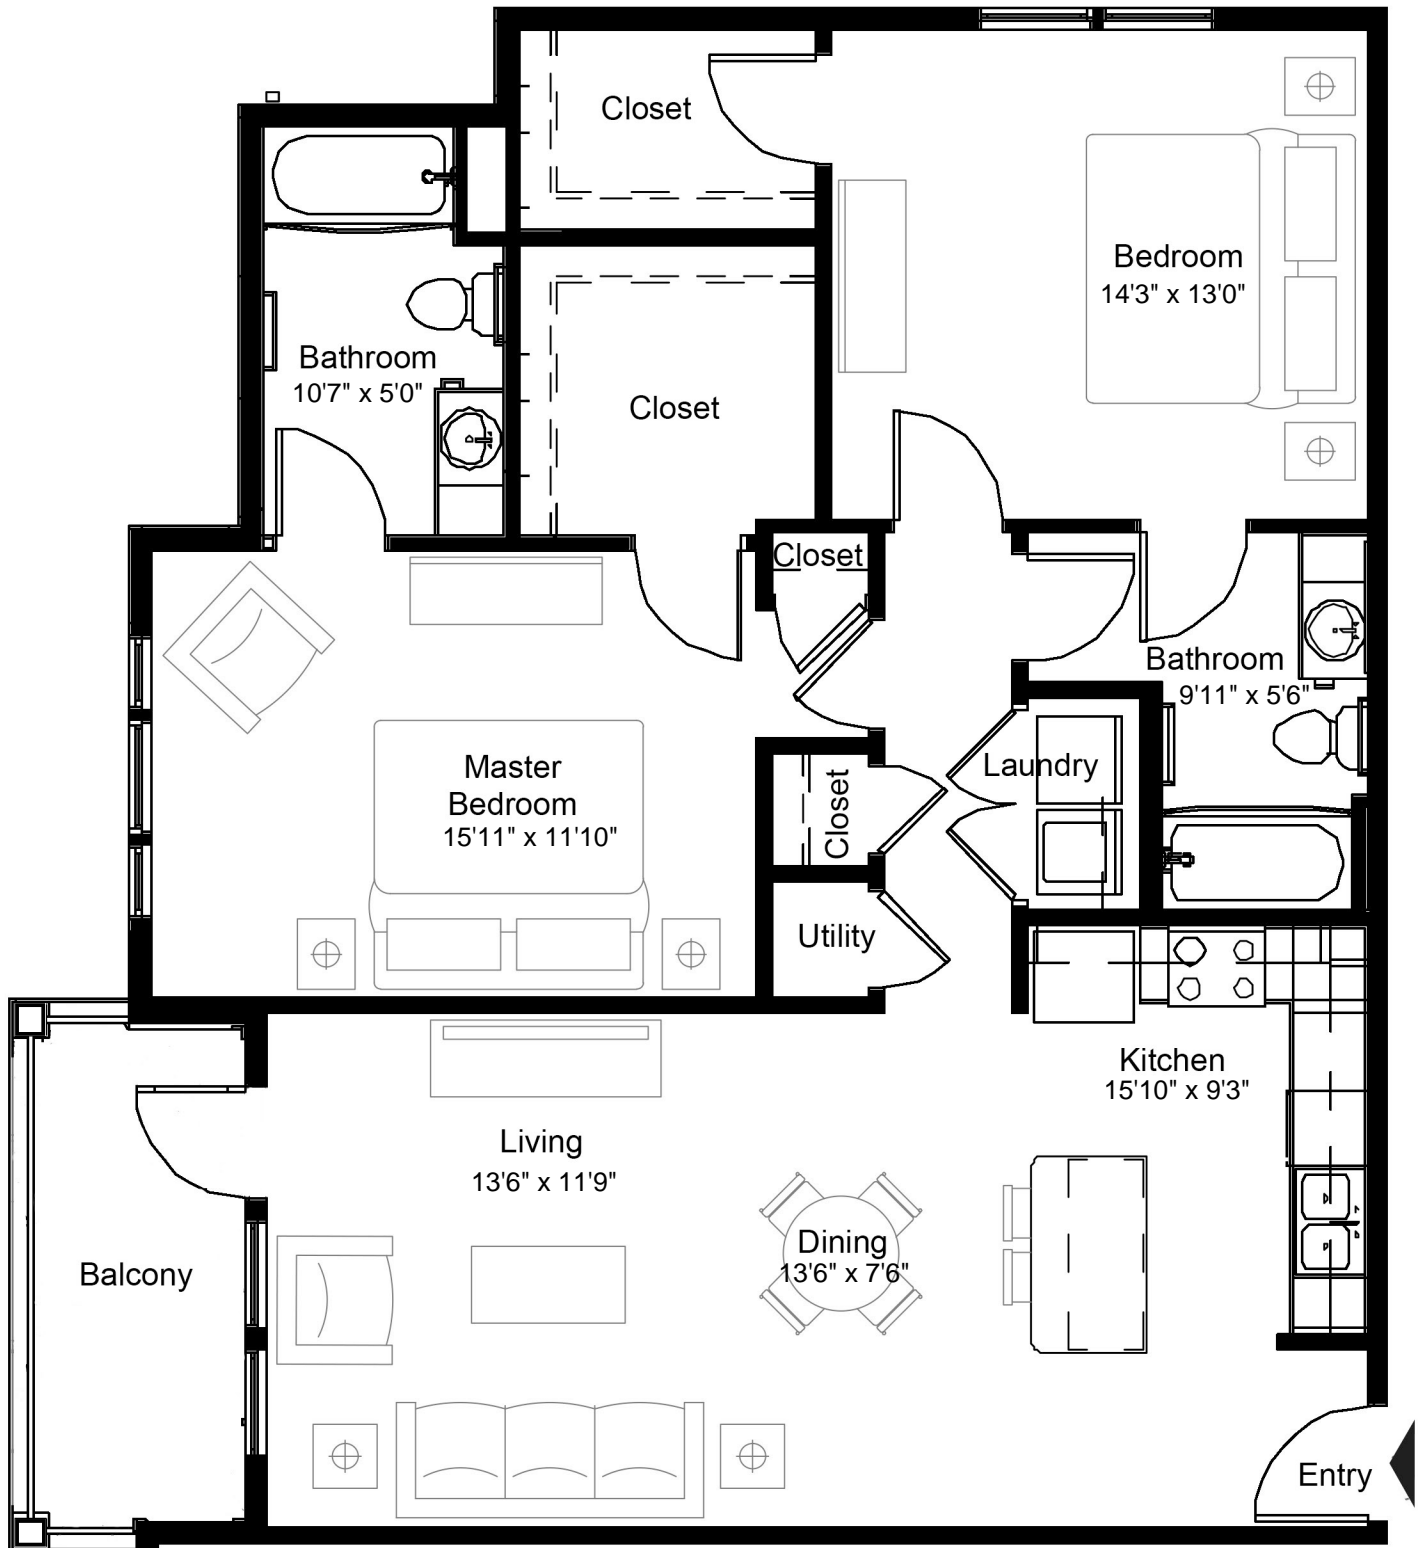 Closet
Bedroom
14'3" x 13'0"
Bathroom
10'7" x 5'0"
Closet
Closet
Bathroom
9'11" x 5'6"
Master
Bedroom
15'11" x 11'10"
Closet
Laundry
Utility
Kitchen
15'10" x 9'3"
Living
13'6" x 11'9"
Dining
13'6" x 7'6"
Balcony
Entry